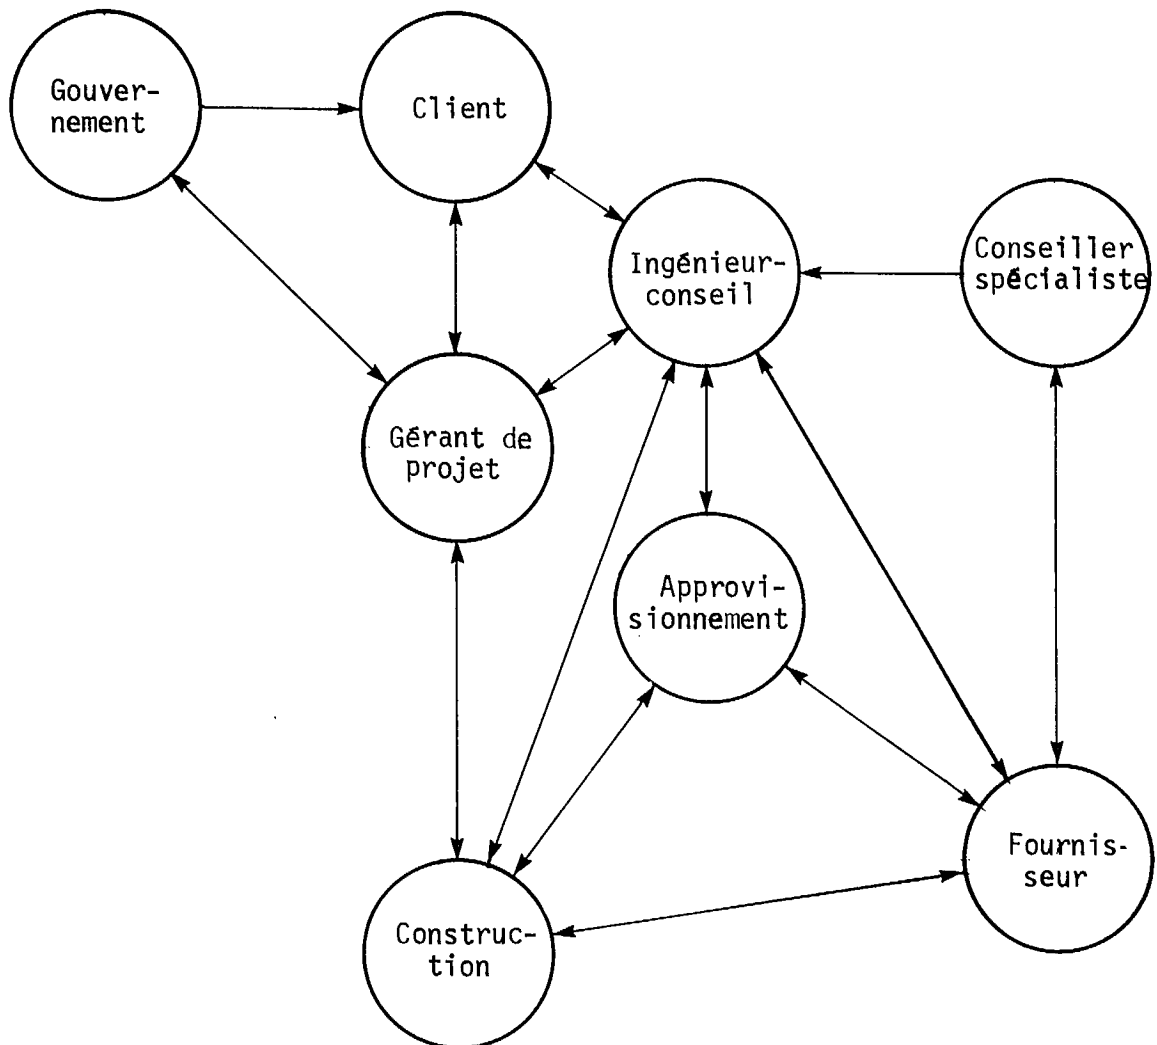 Gouver-
nement
Client
Ingénieur-
conseil
Conseiller
spécialiste
Gérant de
projet
Approvi-
sionnement
Fournis-
seur
Construc-
tion